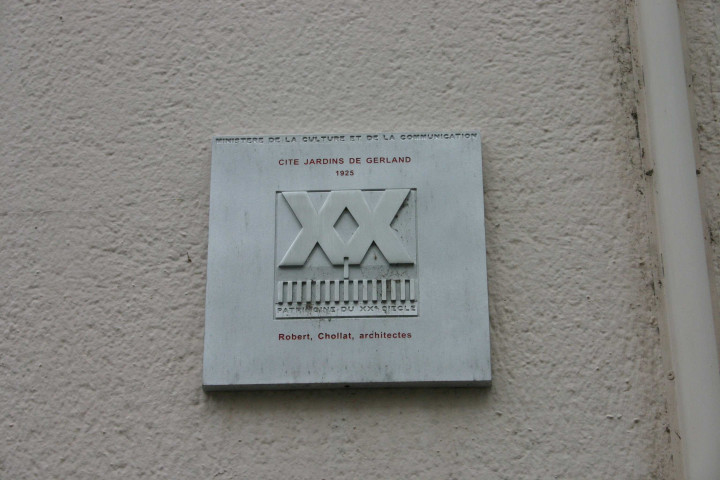 MINISTERE DE LA CULTURE ET DE LA COMMUNICATION
CITE JARDINS DE GERLAND
1925
XX
PATRIMOINE DU XXe SIECLE
Robert, Chollat, architectes